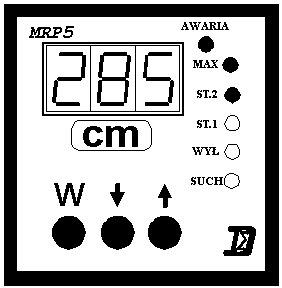 MRP5
AWARIA
MAX
285
ST.2
cm
ST.1
WYŁ
SUCH
W